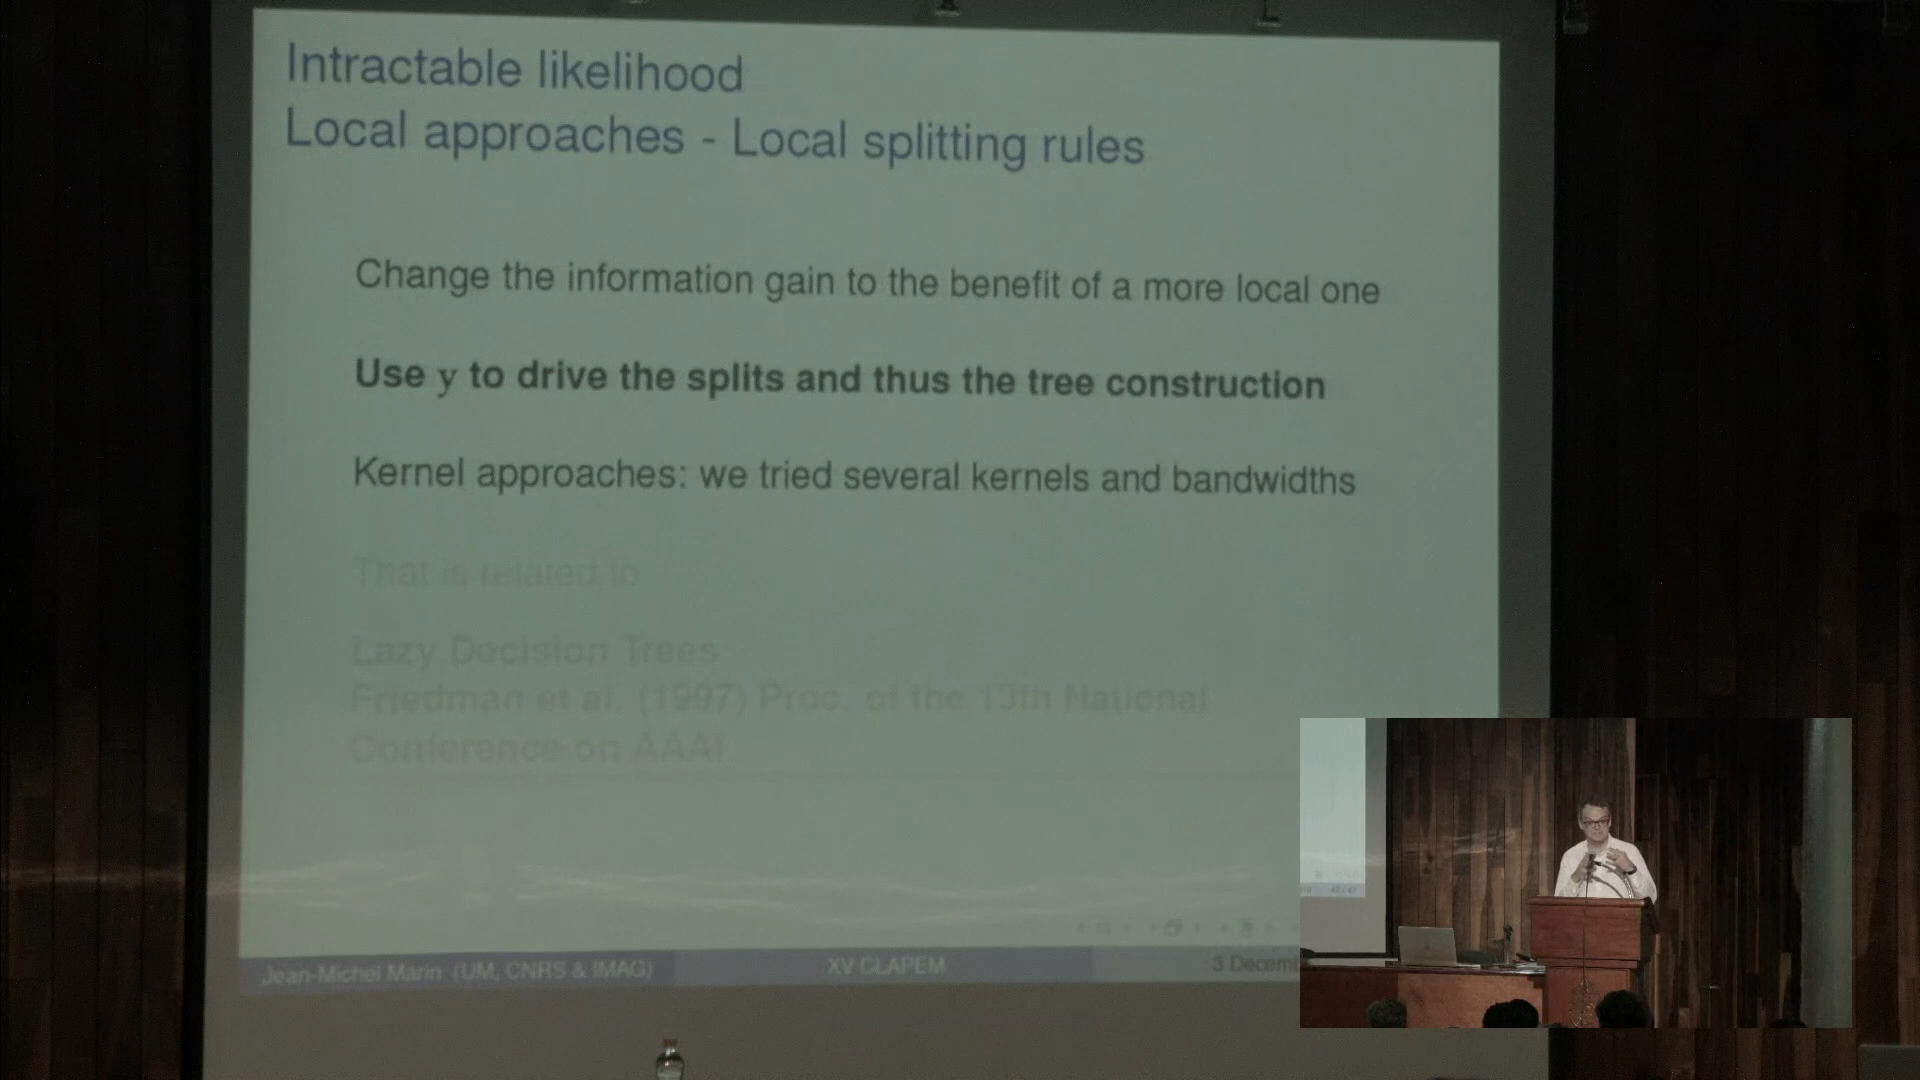 Intractable likelihood
Local approaches - Local splitting rules
Change the information gain to the benefit of a more local one
Use y to drive the splits and thus the tree construction
Kernel approaches: we tried several kernels and bandwidths
That is related to
Lazy Decision Trees
Friedman et al. (1997) Proc. of the 13th National
Conference on AAAI
Jean-Michel Marin (UM, CNRS & IMAG)
XV CLAPEM
3 Decem